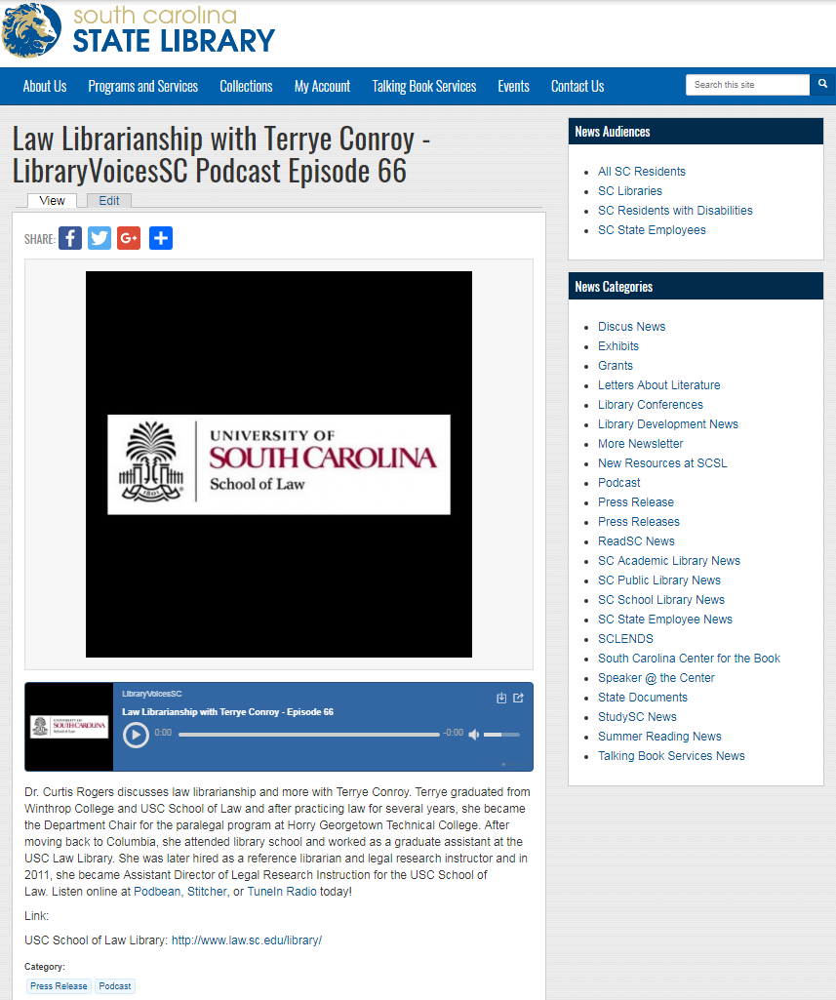 south carolina
STATE LIBRARY
About Us Programs and Services Collections My Account Talking Book Services Events Contact Us Search this site
Law Librarianship with Terrye Conroy -
LibraryVoicesSC Podcast Episode 66
View Edit
SHARE:
UNIVERSITY OF
SOUTH CAROLINA
School of Law
1801
LibraryVoicesSC
Law Librarianship with Terrye Conroy - Episode 66
0:00 -0:00
UNIVERSITY OF
SOUTH CAROLINA
School of Law
Dr. Curtis Rogers discusses law librarianship and more with Terrye Conroy. Terrye graduated from
Winthrop College and USC School of Law and after practicing law for several years, she became
the Department Chair for the paralegal program at Horry Georgetown Technical College. After
moving back to Columbia, she attended library school and worked as a graduate assistant at the
USC Law Library. She was later hired as a reference librarian and legal research instructor and in
2011, she became Assistant Director of Legal Research Instruction for the USC School of
Law. Listen online at Podbean, Stitcher, or TuneIn Radio today!
Link:
USC School of Law Library: http://www.law.sc.edu/library/
Category:
Press Release Podcast
News Audiences
All SC Residents
SC Libraries
SC Residents with Disabilities
SC State Employees
News Categories
Discus News
Exhibits
Grants
Letters About Literature
Library Conferences
Library Development News
More Newsletter
New Resources at SCSL
Podcast
Press Release
Press Releases
ReadSC News
SC Academic Library News
SC Public Library News
SC School Library News
SC State Employee News
SCLENDS
South Carolina Center for the Book
Speaker @ the Center
State Documents
StudySC News
Summer Reading News
Talking Book Services News